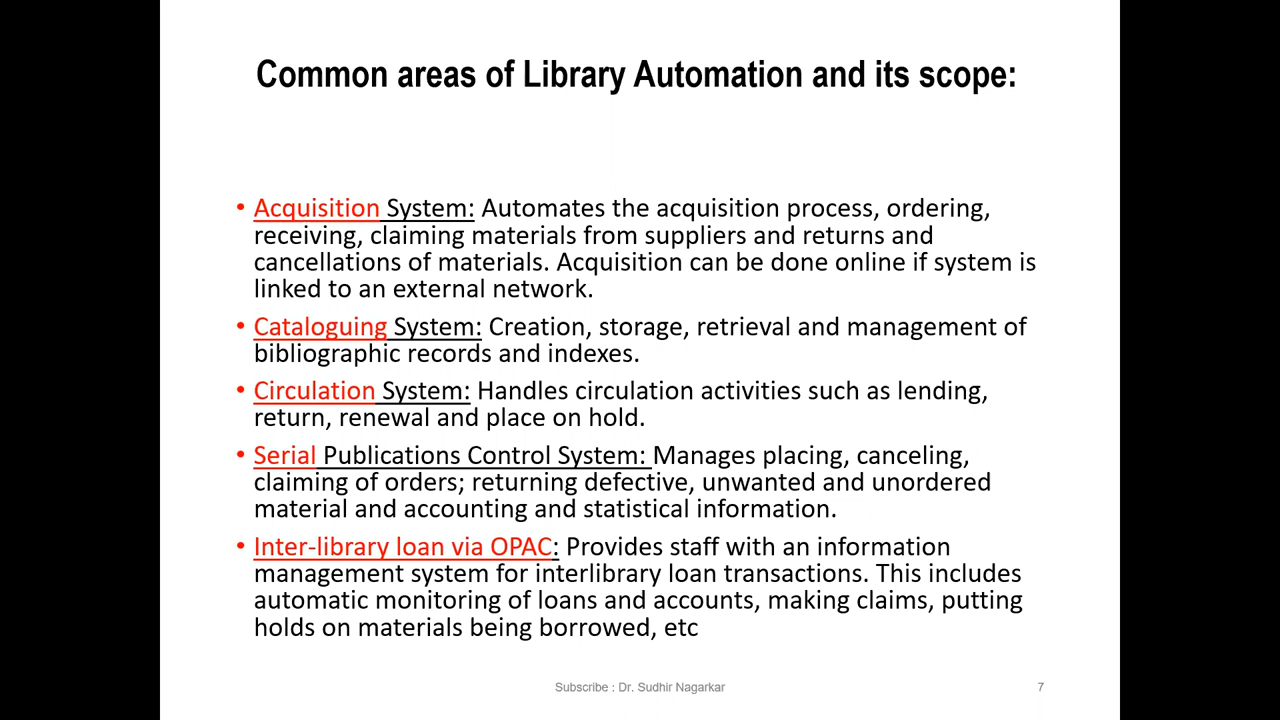 Common areas of Library Automation and its scope:
• Acquisition System: Automates the acquisition process, ordering,
receiving, claiming materials from suppliers and returns and
cancellations of materials. Acquisition can be done online if system is
linked to an external network.
• Cataloguing System: Creation, storage, retrieval and management of
bibliographic records and indexes.
• Circulation System: Handles circulation activities such as lending,
return, renewal and place on hold.
• Serial Publications Control System: Manages placing, canceling,
claiming of orders; returning defective, unwanted and unordered
material and accounting and statistical information.
• Inter-library loan via OPAC: Provides staff with an information
management system for interlibrary loan transactions. This includes
automatic monitoring of loans and accounts, making claims, putting
holds on materials being borrowed, etc
Subscribe : Dr. Sudhir Nagarkar
7